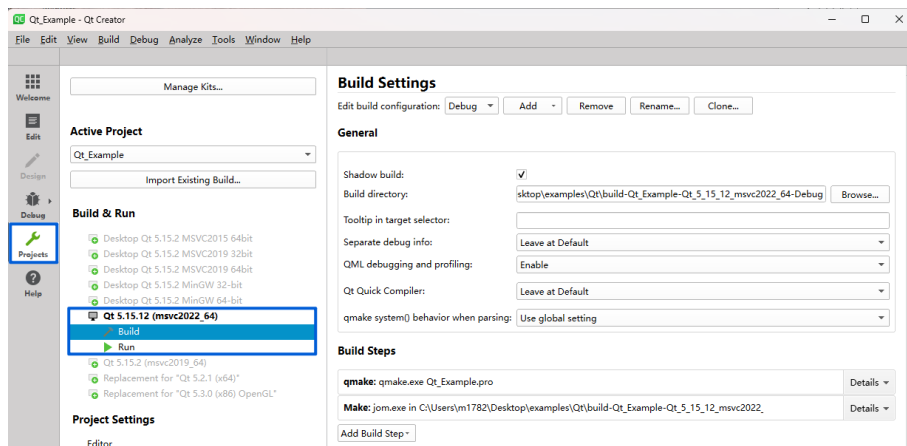 Qt_Example - Qt Creator
File Edit View Build Debug Analyze Tools Window Help
Welcome
Edit
Design
Debug
Projects
Help
Manage Kits...
Active Project
Qt_Example
Import Existing Build...
Build & Run
Desktop Qt 5.15.2 MSVC2015 64bit
Desktop Qt 5.15.2 MSVC2019 32bit
Desktop Qt 5.15.2 MSVC2019 64bit
Desktop Qt 5.15.2 MinGW 32-bit
Desktop Qt 5.15.2 MinGW 64-bit
Qt 5.15.12 (msvc2022_64)
Build
Run
Qt 5.15.2 (msvc2019_64)
Replacement for "Qt 5.2.1 (x64)"
Replacement for "Qt 5.3.0 (x86) OpenGL"
Project Settings
Editor
Build Settings
Edit build configuration: Debug Add Remove Rename... Clone...
General
Shadow build:
Build directory: sktop\examples\Qt\build-Qt_Example-Qt_5_15_12_msvc2022_64-Debug Browse...
Tooltip in target selector:
Separate debug info: Leave at Default
QML debugging and profiling: Enable
Qt Quick Compiler: Leave at Default
qmake system() behavior when parsing: Use global setting
Build Steps
qmake: qmake.exe Qt_Example.pro Details
Make: jom.exe in C:\Users\m1782\Desktop\examples\Qt\build-Qt_Example-Qt_5_15_12_msvc2022_ Details
Add Build Step